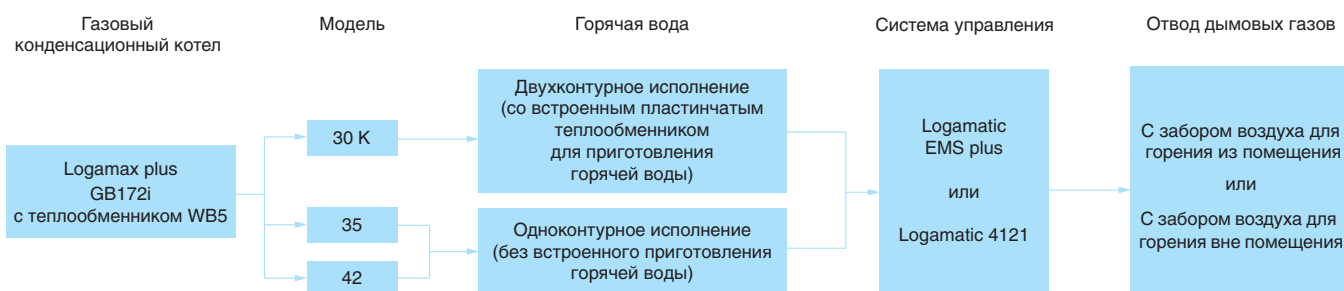 Газовый
конденсационный котел
Модель
Горячая вода
Система управления
Отвод дымовых газов
Logamax plus
GB172i
с теплообменником WB5
30 K
35
42
Двухконтурное исполнение
(со встроенным пластинчатым
теплообменником
для приготовления
горячей воды)
Одноконтурное исполнение
(без встроенного приготовления
горячей воды)
Logamatic
EMS plus
или
Logamatic 4121
С забором воздуха для
горения из помещения
или
С забором воздуха для
горения вне помещения